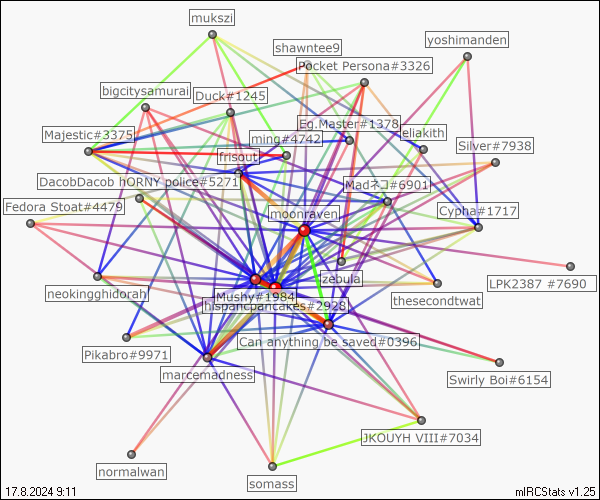 mukszi
yoshimanden
shawntee9
Pocket Persona#3326
bigcitysamurai
Duck#1245
Eg.Master#1378
Majestic#3375
ming#4742
eliakith
Silver#7938
frisout
DacobDacob hORNY police#5271
Madネコ#6901
Fedora Stoat#4479
moonraven
Cypha#1717
zebula
LPK2387 #7690
neokingghidorah
Mushy#1984
thesecondtwat
hispancpancakes#2928
Can anything be saved#0396
Pikabro#9971
marcemadness
Swirly Boi#6154
JKOUYH VIII#7034
normalwan
somass
17.8.2024 9:11
mIRCStats v1.25